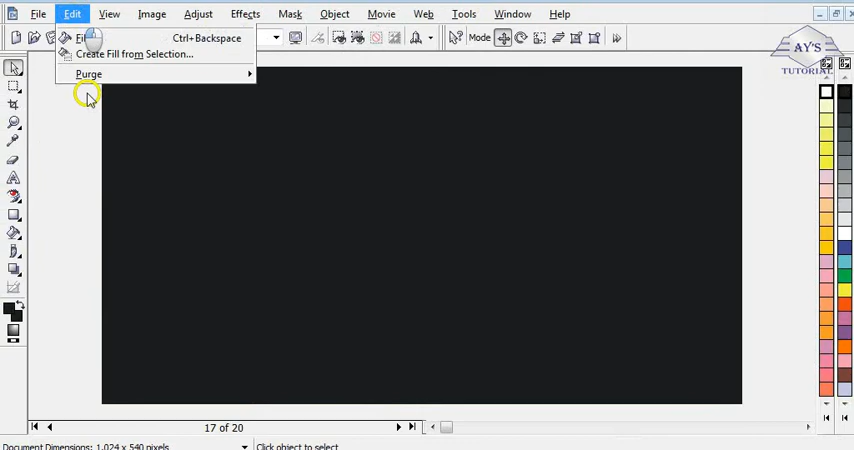 File Edit View Image Adjust Effects Mask Object Movie Web Tools Window Help
Ctrl+Backspace
Mode
Create Fill from Selection...
Purge
AY'S
TUTORIAL
17 of 20
Document Dimensions: 1,024 x 540 pixels
Click object to select